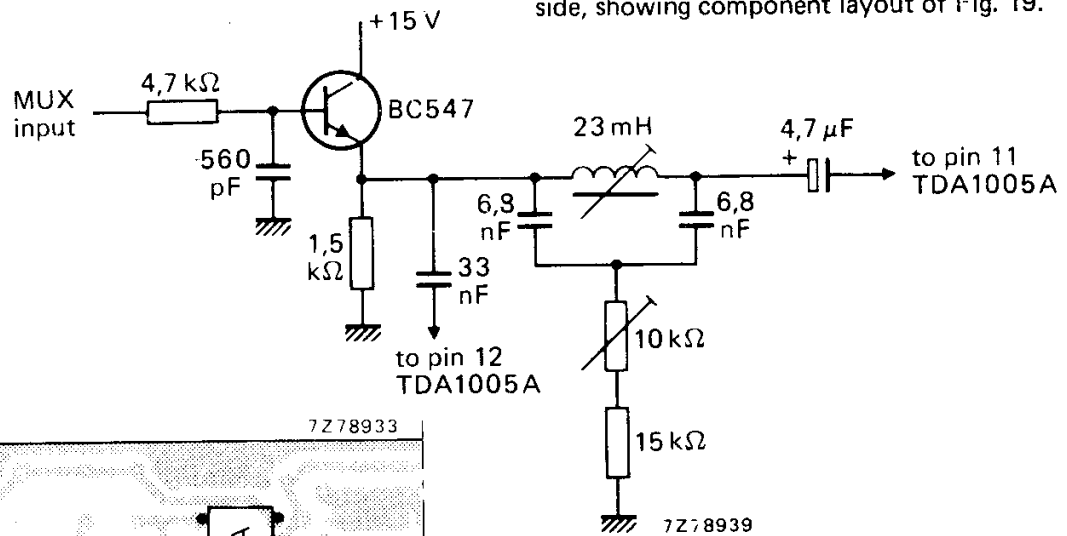 side, showing component layout of Fig. 19.
+15 V
4,7 kΩ
MUX
input
BC547
560
pF
23 mH
4,7 µF
+
to pin 11
TDA1005A
6,8
nF
6,8
nF
1,5
kΩ
33
nF
10 kΩ
to pin 12
TDA1005A
7Z78933
15 kΩ
7Z78939